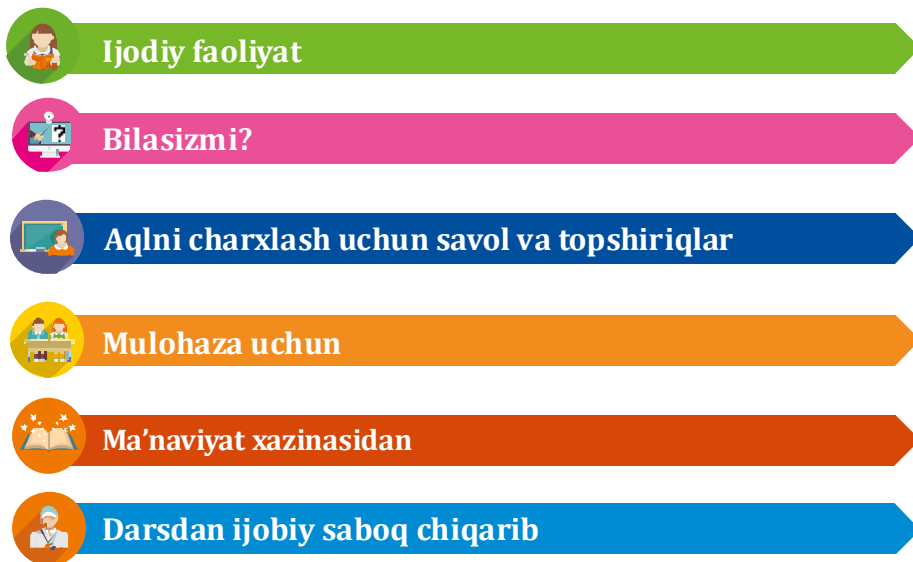 Ijodiy faoliyat
Bilasizmi?
?
Aqlni charxlash uchun savol va topshiriqlar
Mulohaza uchun
Ma’naviyat xazinasidan
Darsdan ijobiy saboq chiqarib